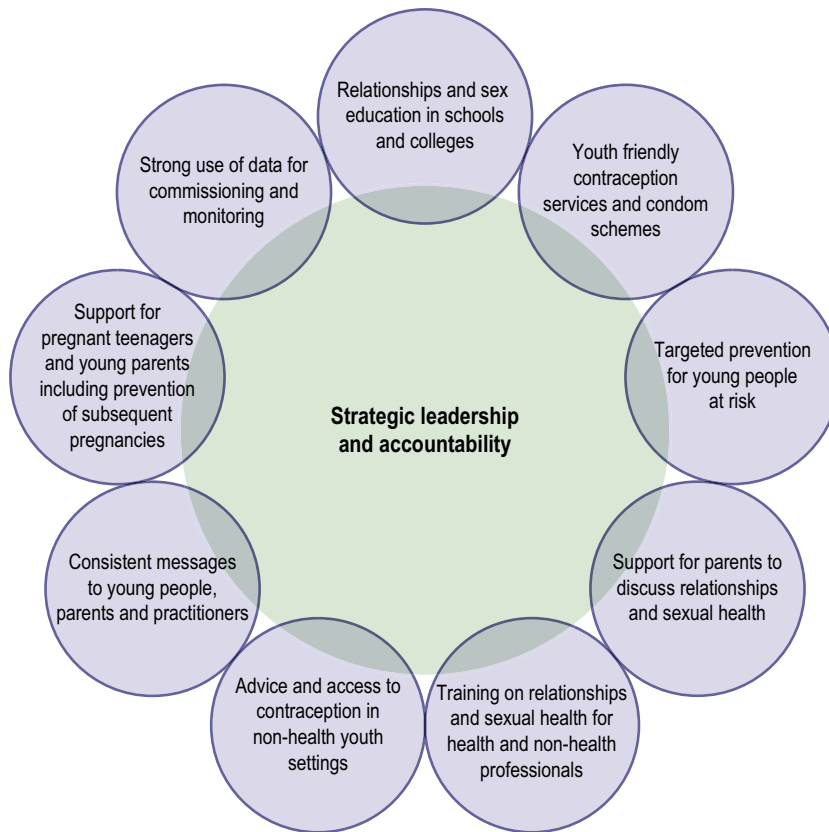 Relationships and sex
education in schools
and colleges
Youth friendly
contraception
services and condom
schemes
Targeted prevention
for young people
at risk
Support for parents to
discuss relationships
and sexual health
Training on relationships
and sexual health for
health and non-health
professionals
Advice and access to
contraception in
non-health youth
settings
Consistent messages
to young people,
parents and practitioners
Support for
pregnant teenagers
and young parents
including prevention
of subsequent
pregnancies
Strong use of data for
commissioning and
monitoring
Strategic leadership
and accountability